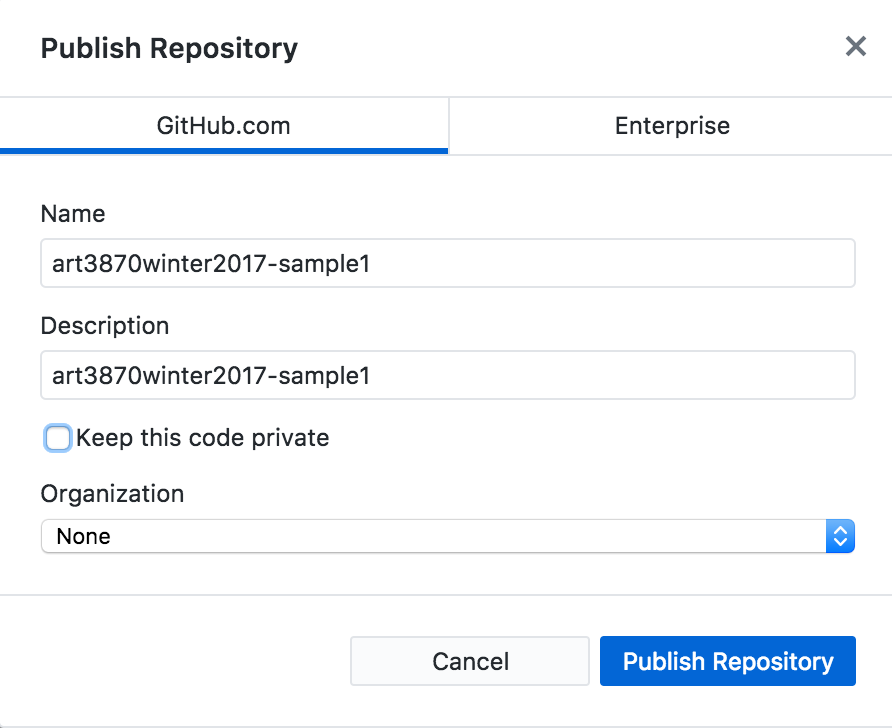 Publish Repository
GitHub.com
Enterprise
Name
art3870winter2017-sample1
Description
art3870winter2017-sample1
Keep this code private
Organization
None
Cancel
Publish Repository